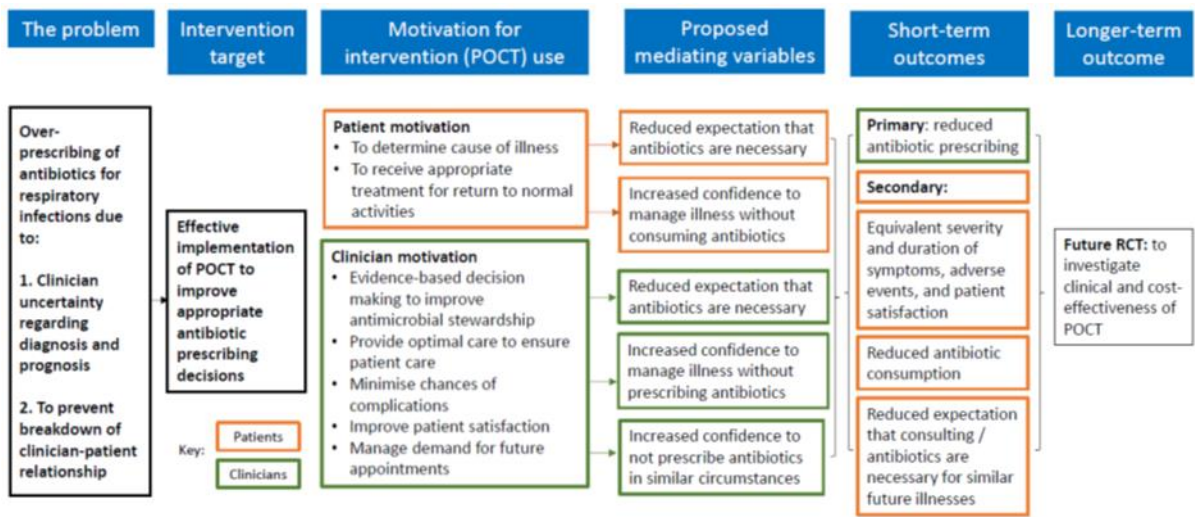 The problem
Intervention
target
Motivation for
intervention (POCT) use
Proposed
mediating variables
Short-term
outcomes
Longer-term
outcome
Over-
prescribing of
antibiotics for
respiratory
infections due
to:
1. Clinician
uncertainty
regarding
diagnosis and
prognosis
2. To prevent
breakdown of
clinician-patient
relationship
Effective
implementation
of POCT to
improve
appropriate
antibiotic
prescribing
decisions
Key:
Patients
Clinicians
Patient motivation
• To determine cause of illness
• To receive appropriate
treatment for return to normal
activities
Clinician motivation
• Evidence-based decision
making to improve
antimicrobial stewardship
• Provide optimal care to ensure
patient care
• Minimise chances of
complications
• Improve patient satisfaction
• Manage demand for future
appointments
Reduced expectation that
antibiotics are necessary
Increased confidence to
manage illness without
consuming antibiotics
Reduced expectation that
antibiotics are necessary
Increased confidence to
manage illness without
prescribing antibiotics
Increased confidence to
not prescribe antibiotics
in similar circumstances
Primary: reduced
antibiotic prescribing
Secondary:
Equivalent severity
and duration of
symptoms, adverse
events, and patient
satisfaction
Reduced antibiotic
consumption
Reduced expectation
that consulting /
antibiotics are
necessary for similar
future illnesses
Future RCT: to
investigate
clinical and cost-
effectiveness of
POCT